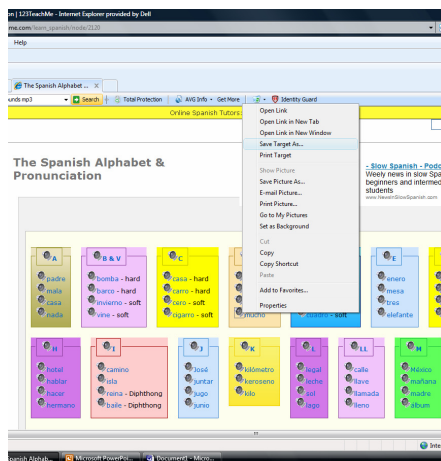 on | 123TeachMe - Internet Explorer provided by Dell
me.com/learn_spanish/node/2120
Help
The Spanish Alphabet ... X
unds mp3 Search Total Protection AVG Info Get More Identity Guard
Online Spanish Tutors:
Open Link
Open Link in New Tab
Open Link in New Window
Save Target As...
Print Target
Show Picture
Save Picture As...
E-mail Picture...
Print Picture...
Go to My Pictures
Set as Background
Cut
Copy
Copy Shortcut
Paste
Add to Favorites...
Properties
The Spanish Alphabet &
Pronunciation
- Slow Spanish - Podc
Weely news in slow Spa
beginners and intermed
students
www.NewsinSlowSpanish.com
A
padre
mala
casa
nada
B & V
bomba - hard
barco - hard
invierno - soft
vine - soft
C
casa - hard
carro - hard
cero - soft
cigarro - soft
mucho
cuadro - soft
E
enero
mesa
tres
elefante
H
hotel
hablar
hacer
hermano
I
camino
isla
reina - Diphthong
baile - Diphthong
J
José
juntar
jugo
junio
K
kilómetro
keroseno
kilo
L
legal
leche
sol
lago
LL
calle
llave
llamada
lleno
M
México
mañana
madre
album
Inte
Spanish Alphab... Microsoft PowerPoi... Document1 - Micro...